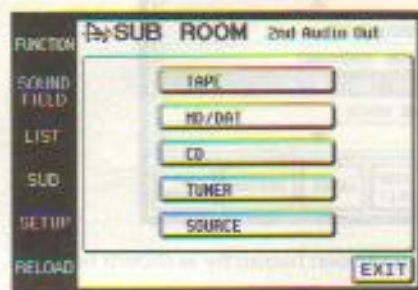 SUB ROOM 2nd Audio Out
FUNCTION
SOUND
FIELD
LIST
SUB
SETUP
RELOAD
TAPE
MD/DAT
CD
TUNER
SOURCE
EXIT